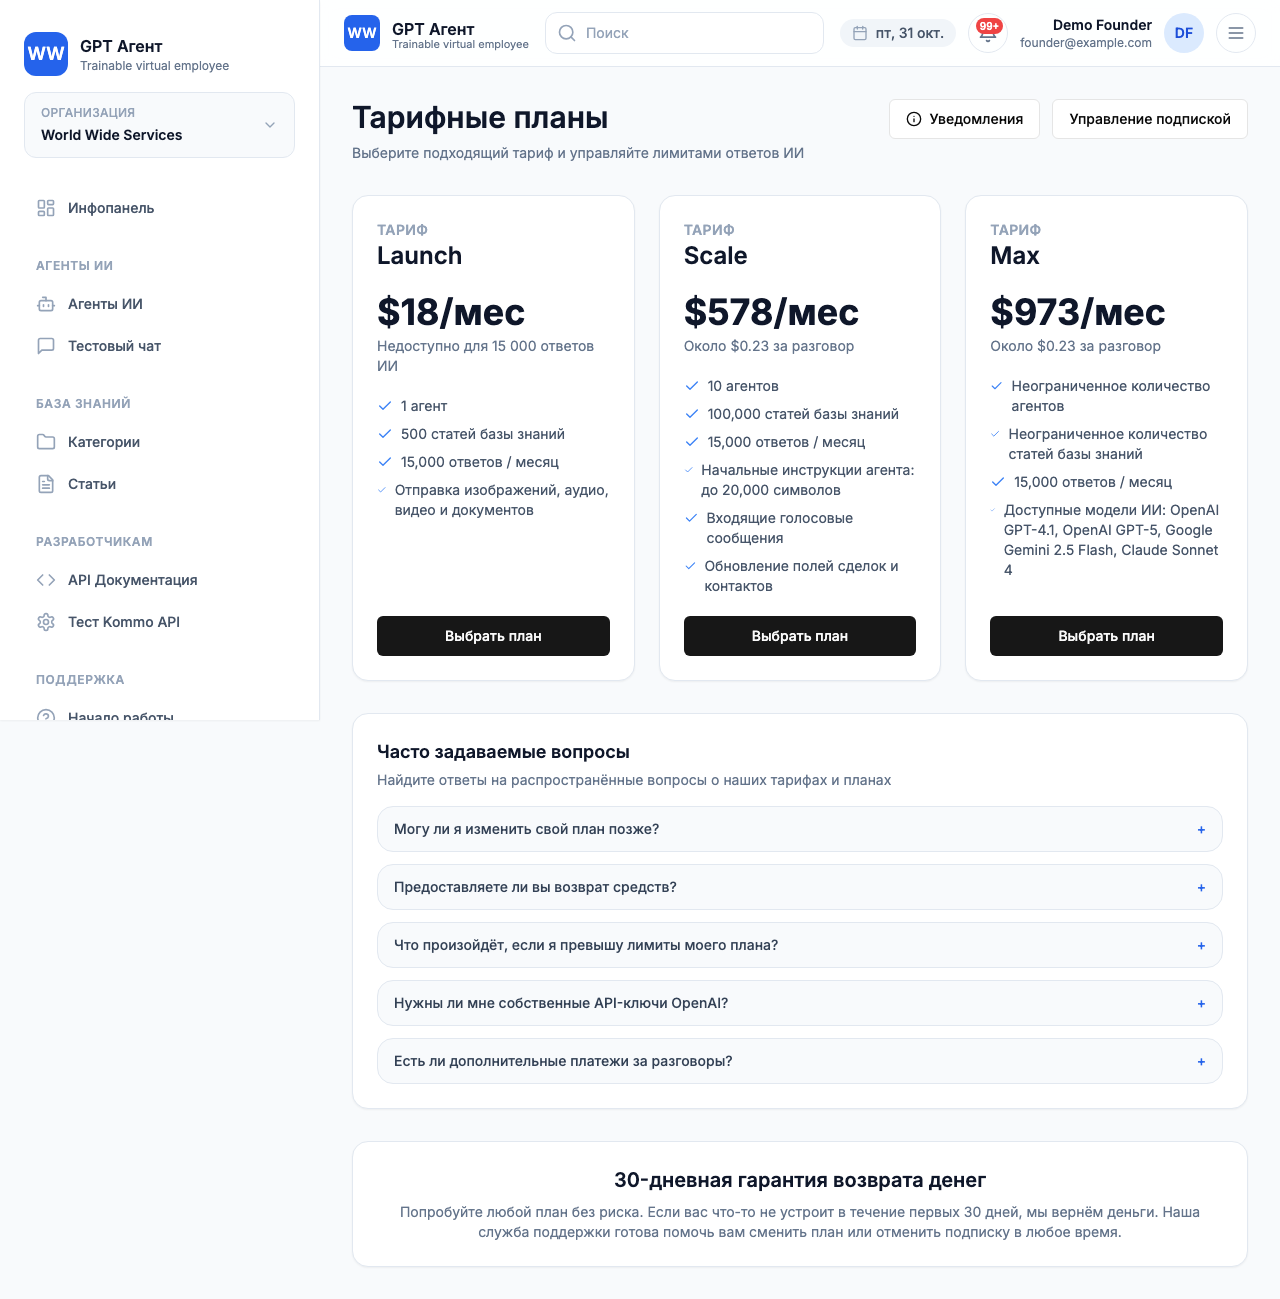 WW
GPT Агент
Trainable virtual employee
ОРГАНИЗАЦИЯ
World Wide Services
Инфопанель
АГЕНТЫ ИИ
Агенты ИИ
Тестовый чат
БАЗА ЗНАНИЙ
Категории
Статьи
РАЗРАБОТЧИКАМ
API Документация
Тест Kommo API
ПОДДЕРЖКА
Начало работы
WW
GPT Агент
Trainable virtual employee
Поиск
пт, 31 окт.
99+
Demo Founder
founder@example.com
DF
Тарифные планы
Выберите подходящий тариф и управляйте лимитами ответов ИИ
Уведомления
Управление подпиской
ТАРИФ
Launch
$18/мес
Недоступно для 15 000 ответов
ИИ
1 агент
500 статей базы знаний
15,000 ответов / месяц
Отправка изображений, аудио,
видео и документов
Выбрать план
ТАРИФ
Scale
$578/мес
Около $0.23 за разговор
10 агентов
100,000 статей базы знаний
15,000 ответов / месяц
Начальные инструкции агента:
до 20,000 символов
Входящие голосовые
сообщения
Обновление полей сделок и
контактов
Выбрать план
ТАРИФ
Max
$973/мес
Около $0.23 за разговор
Неограниченное количество
агентов
Неограниченное количество
статей базы знаний
15,000 ответов / месяц
Доступные модели ИИ: OpenAI
GPT-4.1, OpenAI GPT-5, Google
Gemini 2.5 Flash, Claude Sonnet
4
Выбрать план
Часто задаваемые вопросы
Найдите ответы на распространённые вопросы о наших тарифах и планах
Могу ли я изменить свой план позже?
+
Предоставляете ли вы возврат средств?
+
Что произойдёт, если я превышу лимиты моего плана?
+
Нужны ли мне собственные API-ключи OpenAI?
+
Есть ли дополнительные платежи за разговоры?
+
30-дневная гарантия возврата денег
Попробуйте любой план без риска. Если вас что-то не устроит в течение первых 30 дней, мы вернём деньги. Наша
служба поддержки готова помочь вам сменить план или отменить подписку в любое время.